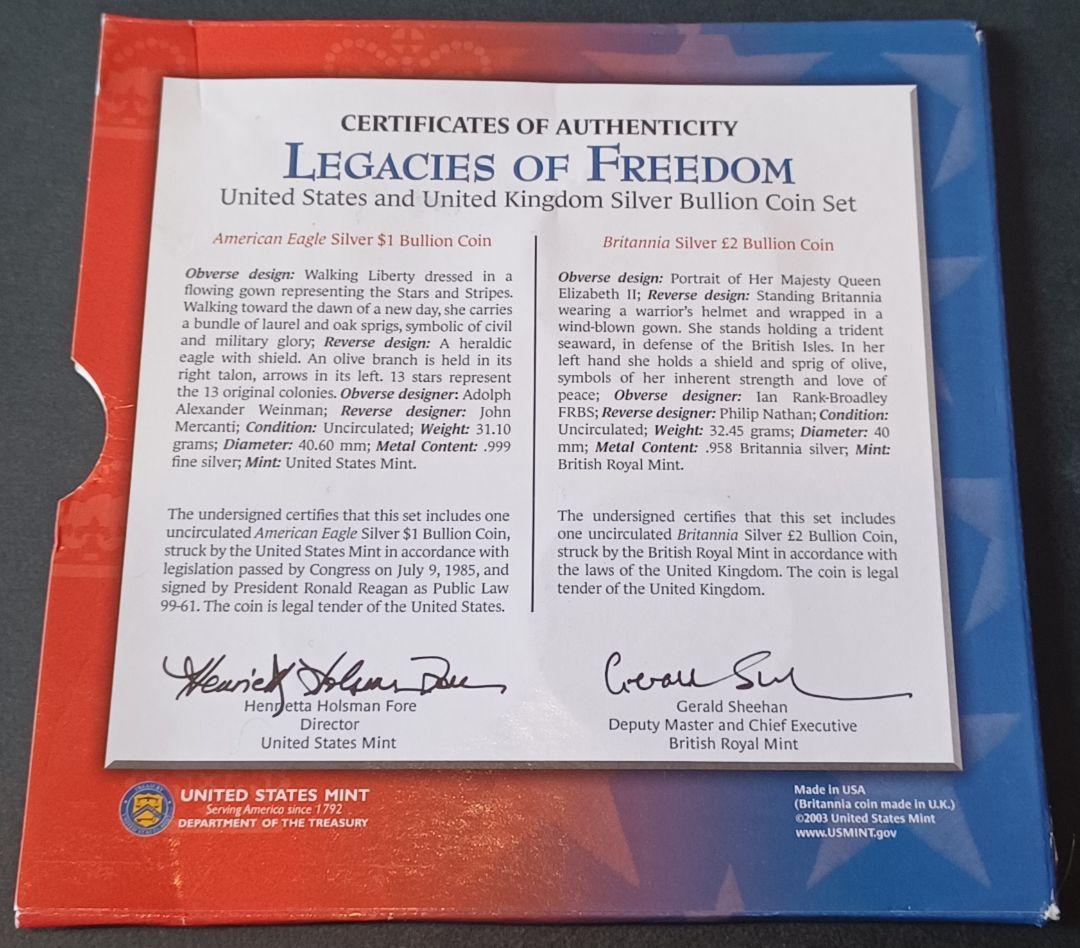 CERTIFICATES OF AUTHENTICITY
LEGACIES OF FREEDOM
United States and United Kingdom Silver Bullion Coin Set
American Eagle Silver $1 Bullion Coin
Obverse design: Walking Liberty dressed in a
flowing gown representing the Stars and Stripes.
Walking toward the dawn of a new day, she carries
a bundle of laurel and oak sprigs, symbolic of civil
and military glory; Reverse design: A heraldic
eagle with shield. An olive branch is held in its
right talon, arrows in its left. 13 stars represent
the 13 original colonies. Obverse designer: Adolph
Alexander Weinman; Reverse designer: John
Mercanti; Condition: Uncirculated; Weight: 31.10
grams; Diameter: 40.60 mm; Metal Content: .999
fine silver; Mint: United States Mint.
The undersigned certifies that this set includes one
uncirculated American Eagle Silver $1 Bullion Coin,
struck by the United States Mint in accordance with
legislation passed by Congress on July 9, 1985, and
signed by President Ronald Reagan as Public Law
99-61. The coin is legal tender of the United States.
Henrietta Holsman Fore
Henrietta Holsman Fore
Director
United States Mint
Britannia Silver £2 Bullion Coin
Obverse design: Portrait of Her Majesty Queen
Elizabeth II; Reverse design: Standing Britannia
wearing a warrior's helmet and wrapped in a
wind-blown gown. She stands holding a trident
seaward, in defense of the British Isles. In her
left hand she holds a shield and sprig of olive,
symbols of her inherent strength and love of
peace; Obverse designer: Ian Rank-Broadley
FRBS; Reverse designer: Philip Nathan; Condition:
Uncirculated; Weight: 32.45 grams; Diameter: 40
mm; Metal Content: .958 Britannia silver; Mint:
British Royal Mint.
The undersigned certifies that this set includes
one uncirculated Britannia Silver £2 Bullion Coin,
struck by the British Royal Mint in accordance with
the laws of the United Kingdom. The coin is legal
tender of the United Kingdom.
Gerald Sheehan
Deputy Master and Chief Executive
British Royal Mint
UNITED STATES MINT
Serving America since 1792
DEPARTMENT OF THE TREASURY
Made in USA
(Britannia coin made in U.K.)
©2003 United States Mint
www.USMINT.gov